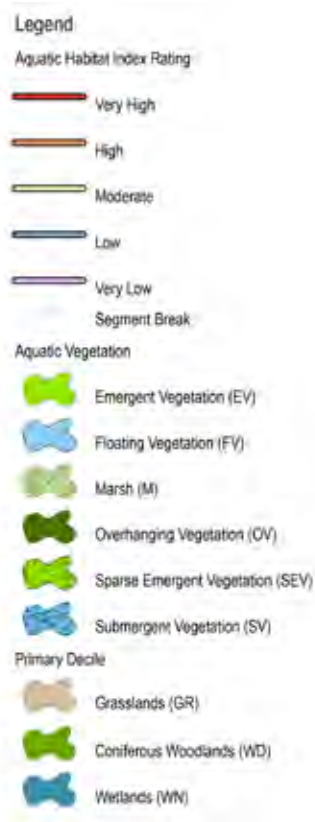 Legend
Aquatic Habitat Index Rating
Very High
High
Moderate
Low
Very Low
Segment Break
Aquatic Vegetation
Emergent Vegetation (EV)
Floating Vegetation (FV)
Marsh (M)
Overhanging Vegetation (OV)
Sparse Emergent Vegetation (SEV)
Submergent Vegetation (SV)
Primary Decile
Grasslands (GR)
Coniferous Woodlands (WD)
Wetlands (WN)